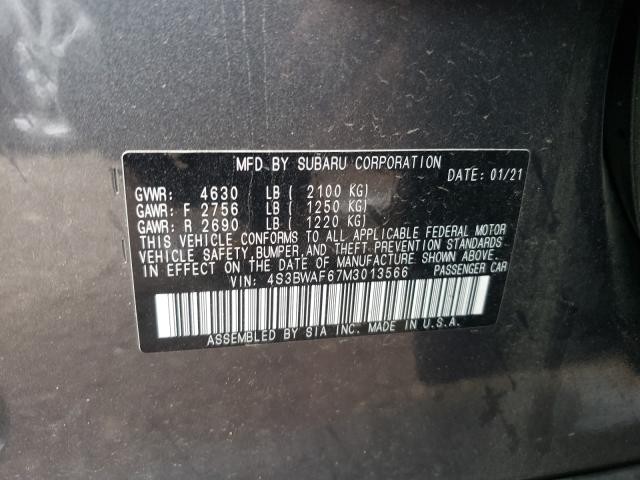 MFD BY SUBARU CORPORATION
DATE: 01/21
GVWR: 4630 LB ( 2100 KG)
GAWR: F 2756 LB ( 1250 KG)
GAWR: R 2690 LB ( 1220 KG)
THIS VEHICLE CONFORMS TO ALL APPLICABLE FEDERAL MOTOR
VEHICLE SAFETY, BUMPER, AND THEFT PREVENTION STANDARDS
IN EFFECT ON THE DATE OF MANUFACTURE SHOWN ABOVE.
VIN: 4S3BWAF67M3013566 PASSENGER CAR
ASSEMBLED BY SIA INC. MADE IN U.S.A.